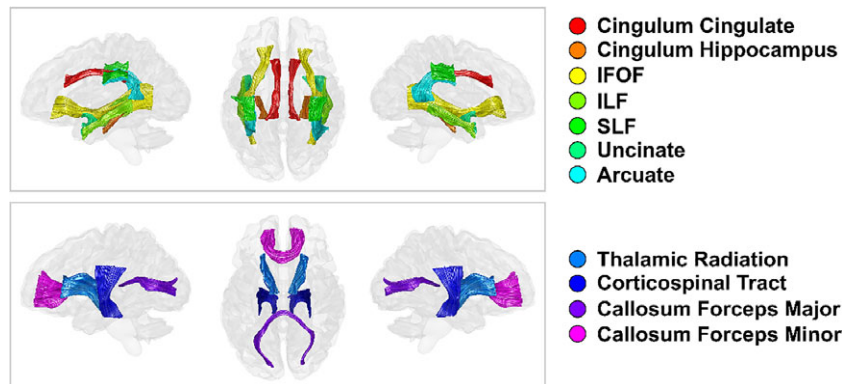 Cingulum Cingulate
Cingulum Hippocampus
IFOF
ILF
SLF
Uncinate
Arcuate
Thalamic Radiation
Corticospinal Tract
Callosum Forceps Major
Callosum Forceps Minor